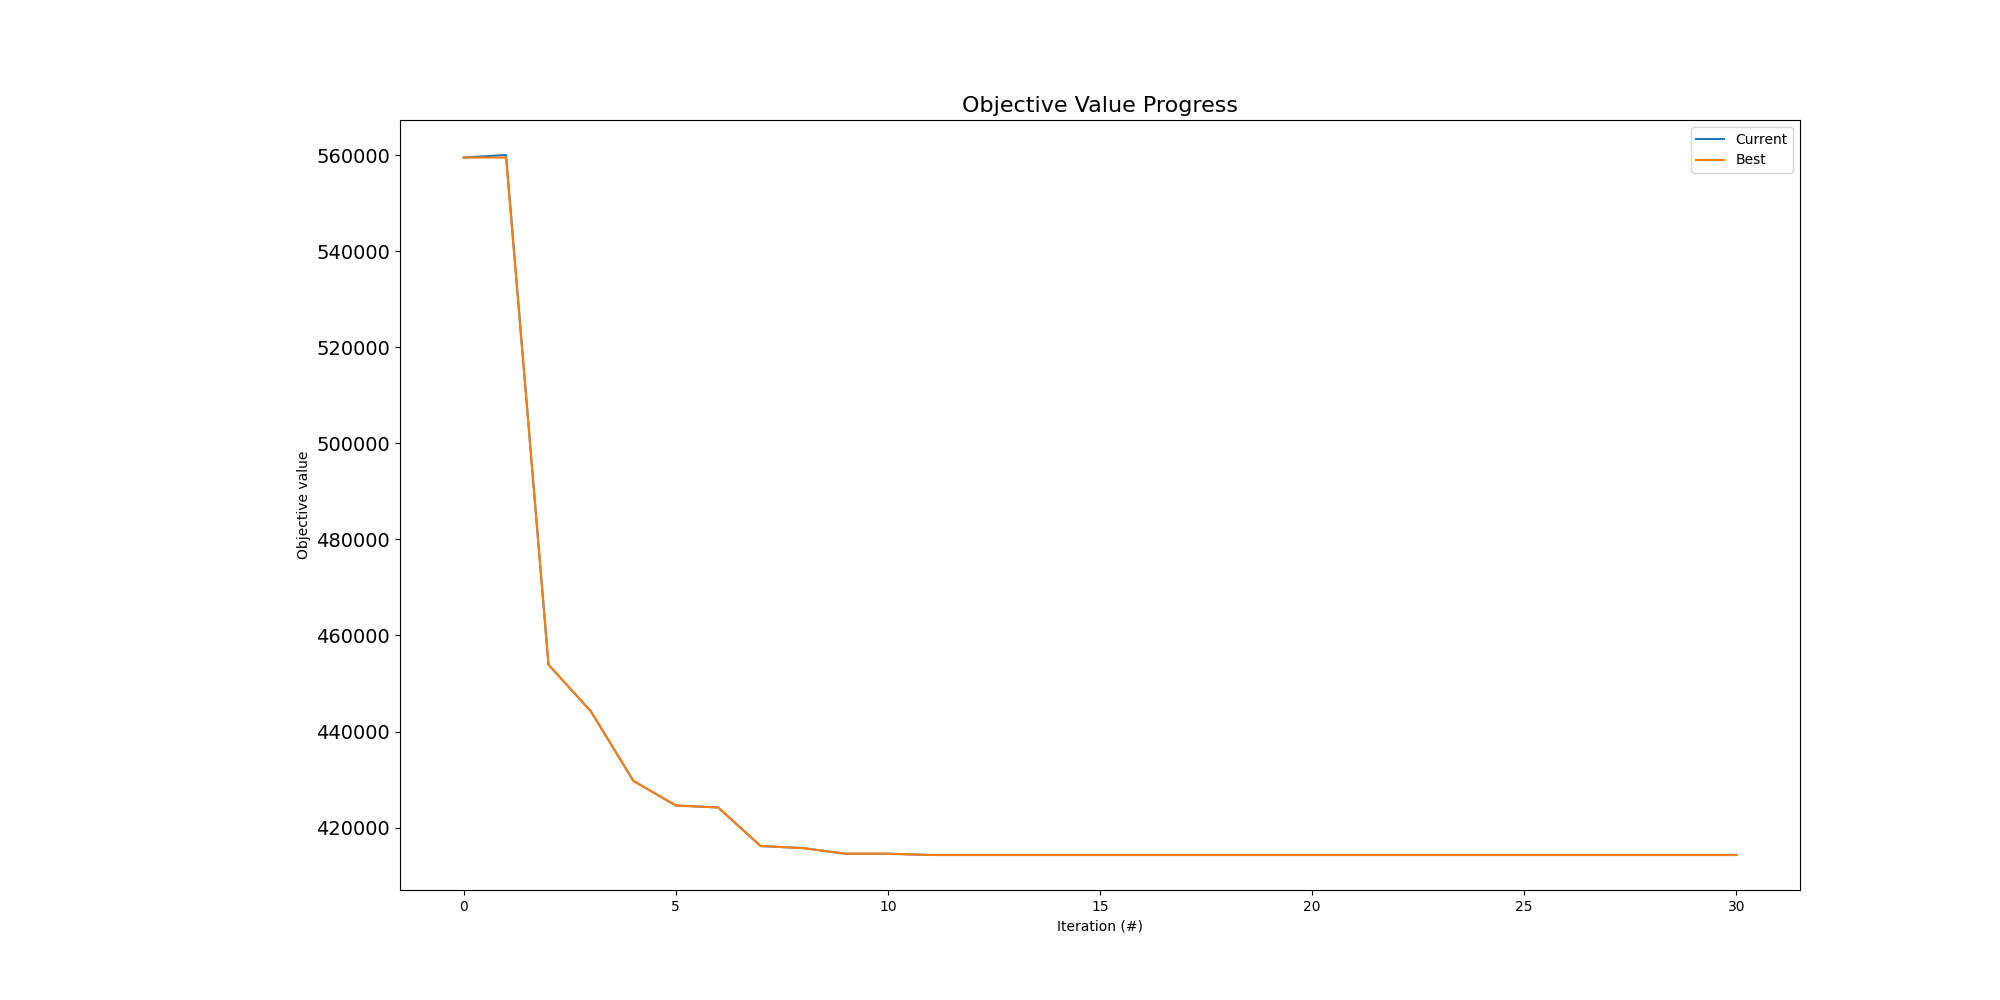 Objective Value Progress
Current
Best
560000
540000
520000
500000
480000
460000
440000
420000
Objective value
0 5 10 15 20 25 30
Iteration (#)